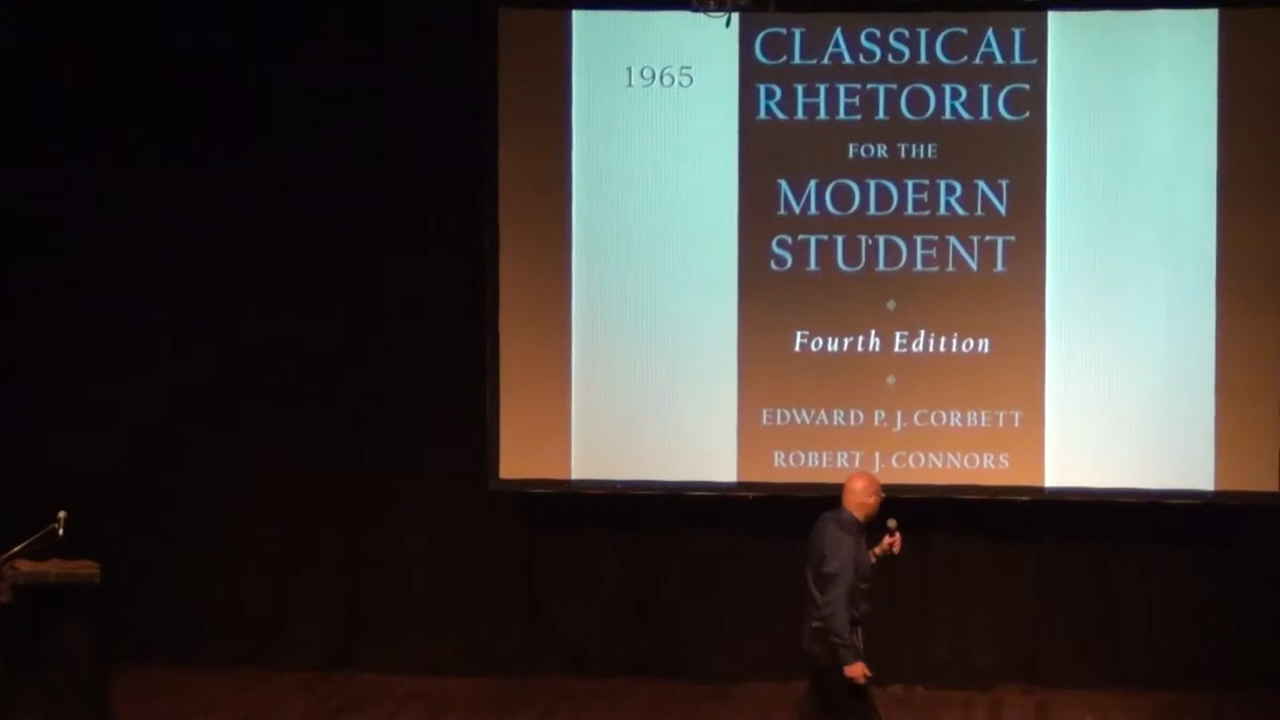 1965
CLASSICAL
RHETORIC
FOR THE
MODERN
STUDENT
Fourth Edition
EDWARD P. J. CORBETT
ROBERT J. CONNORS